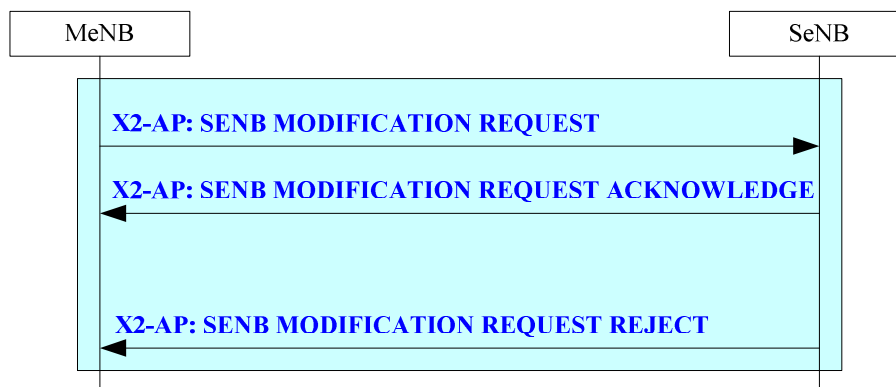 MeNB
SeNB
X2-AP: SENB MODIFICATION REQUEST
X2-AP: SENB MODIFICATION REQUEST ACKNOWLEDGE
X2-AP: SENB MODIFICATION REQUEST REJECT